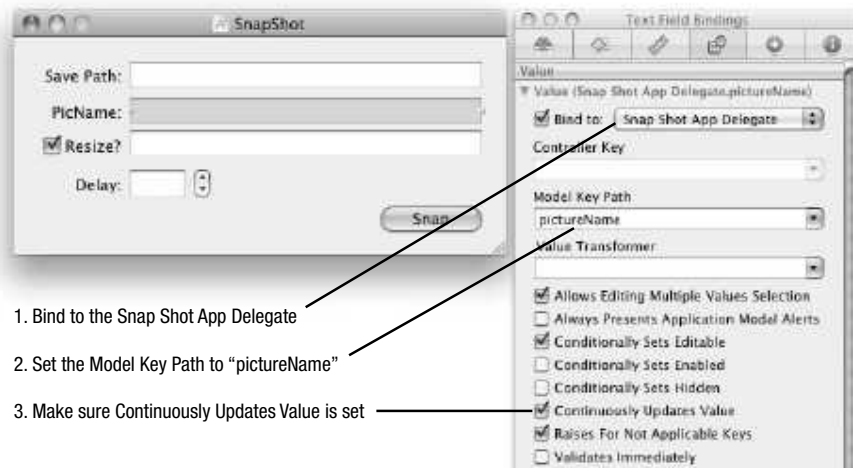 SnapShot
Save Path:
PicName:
Resize?
Delay:
Snap
1. Bind to the Snap Shot App Delegate
2. Set the Model Key Path to “pictureName”
3. Make sure Continuously Updates Value is set
Text Field Bindings
Value
Value (Snap Shot App Delegate.pictureName)
Bind to: Snap Shot App Delegate
Controller Key
Model Key Path
pictureName
Value Transformer
Allows Editing Multiple Values Selection
Always Presents Application Modal Alerts
Conditionally Sets Editable
Conditionally Sets Enabled
Conditionally Sets Hidden
Continuously Updates Value
Raises For Not Applicable Keys
Validates Immediately